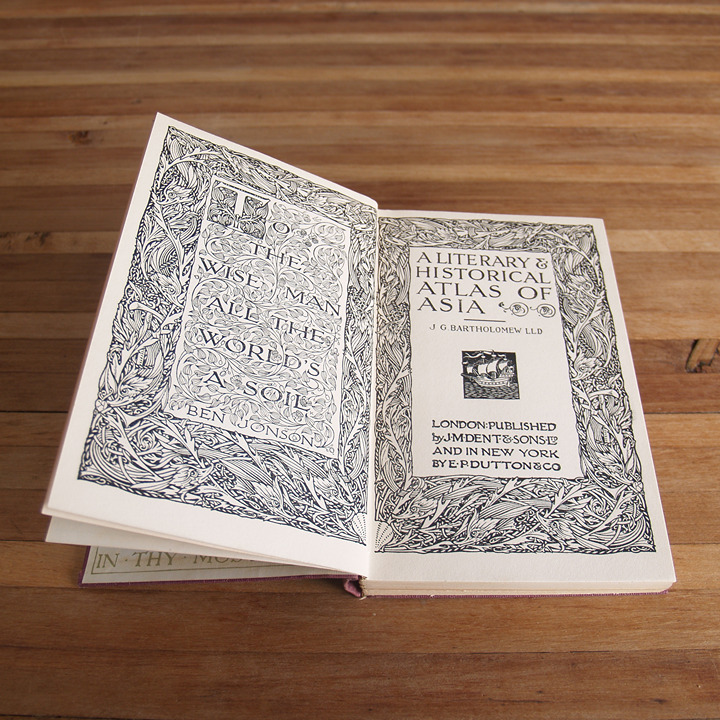 TO
THE
WISE MAN
ALL THE
WORLD'S
A SOIL
BEN JONSON
A LITERARY &
HISTORICAL
ATLAS OF
ASIA
J. G. BARTHOLOMEW LLD
LONDON: PUBLISHED
by J·M·DENT·& SONS Lᵀᴰ
AND IN NEW YORK
BY E·P·DUTTON & CO
IN · THY ·